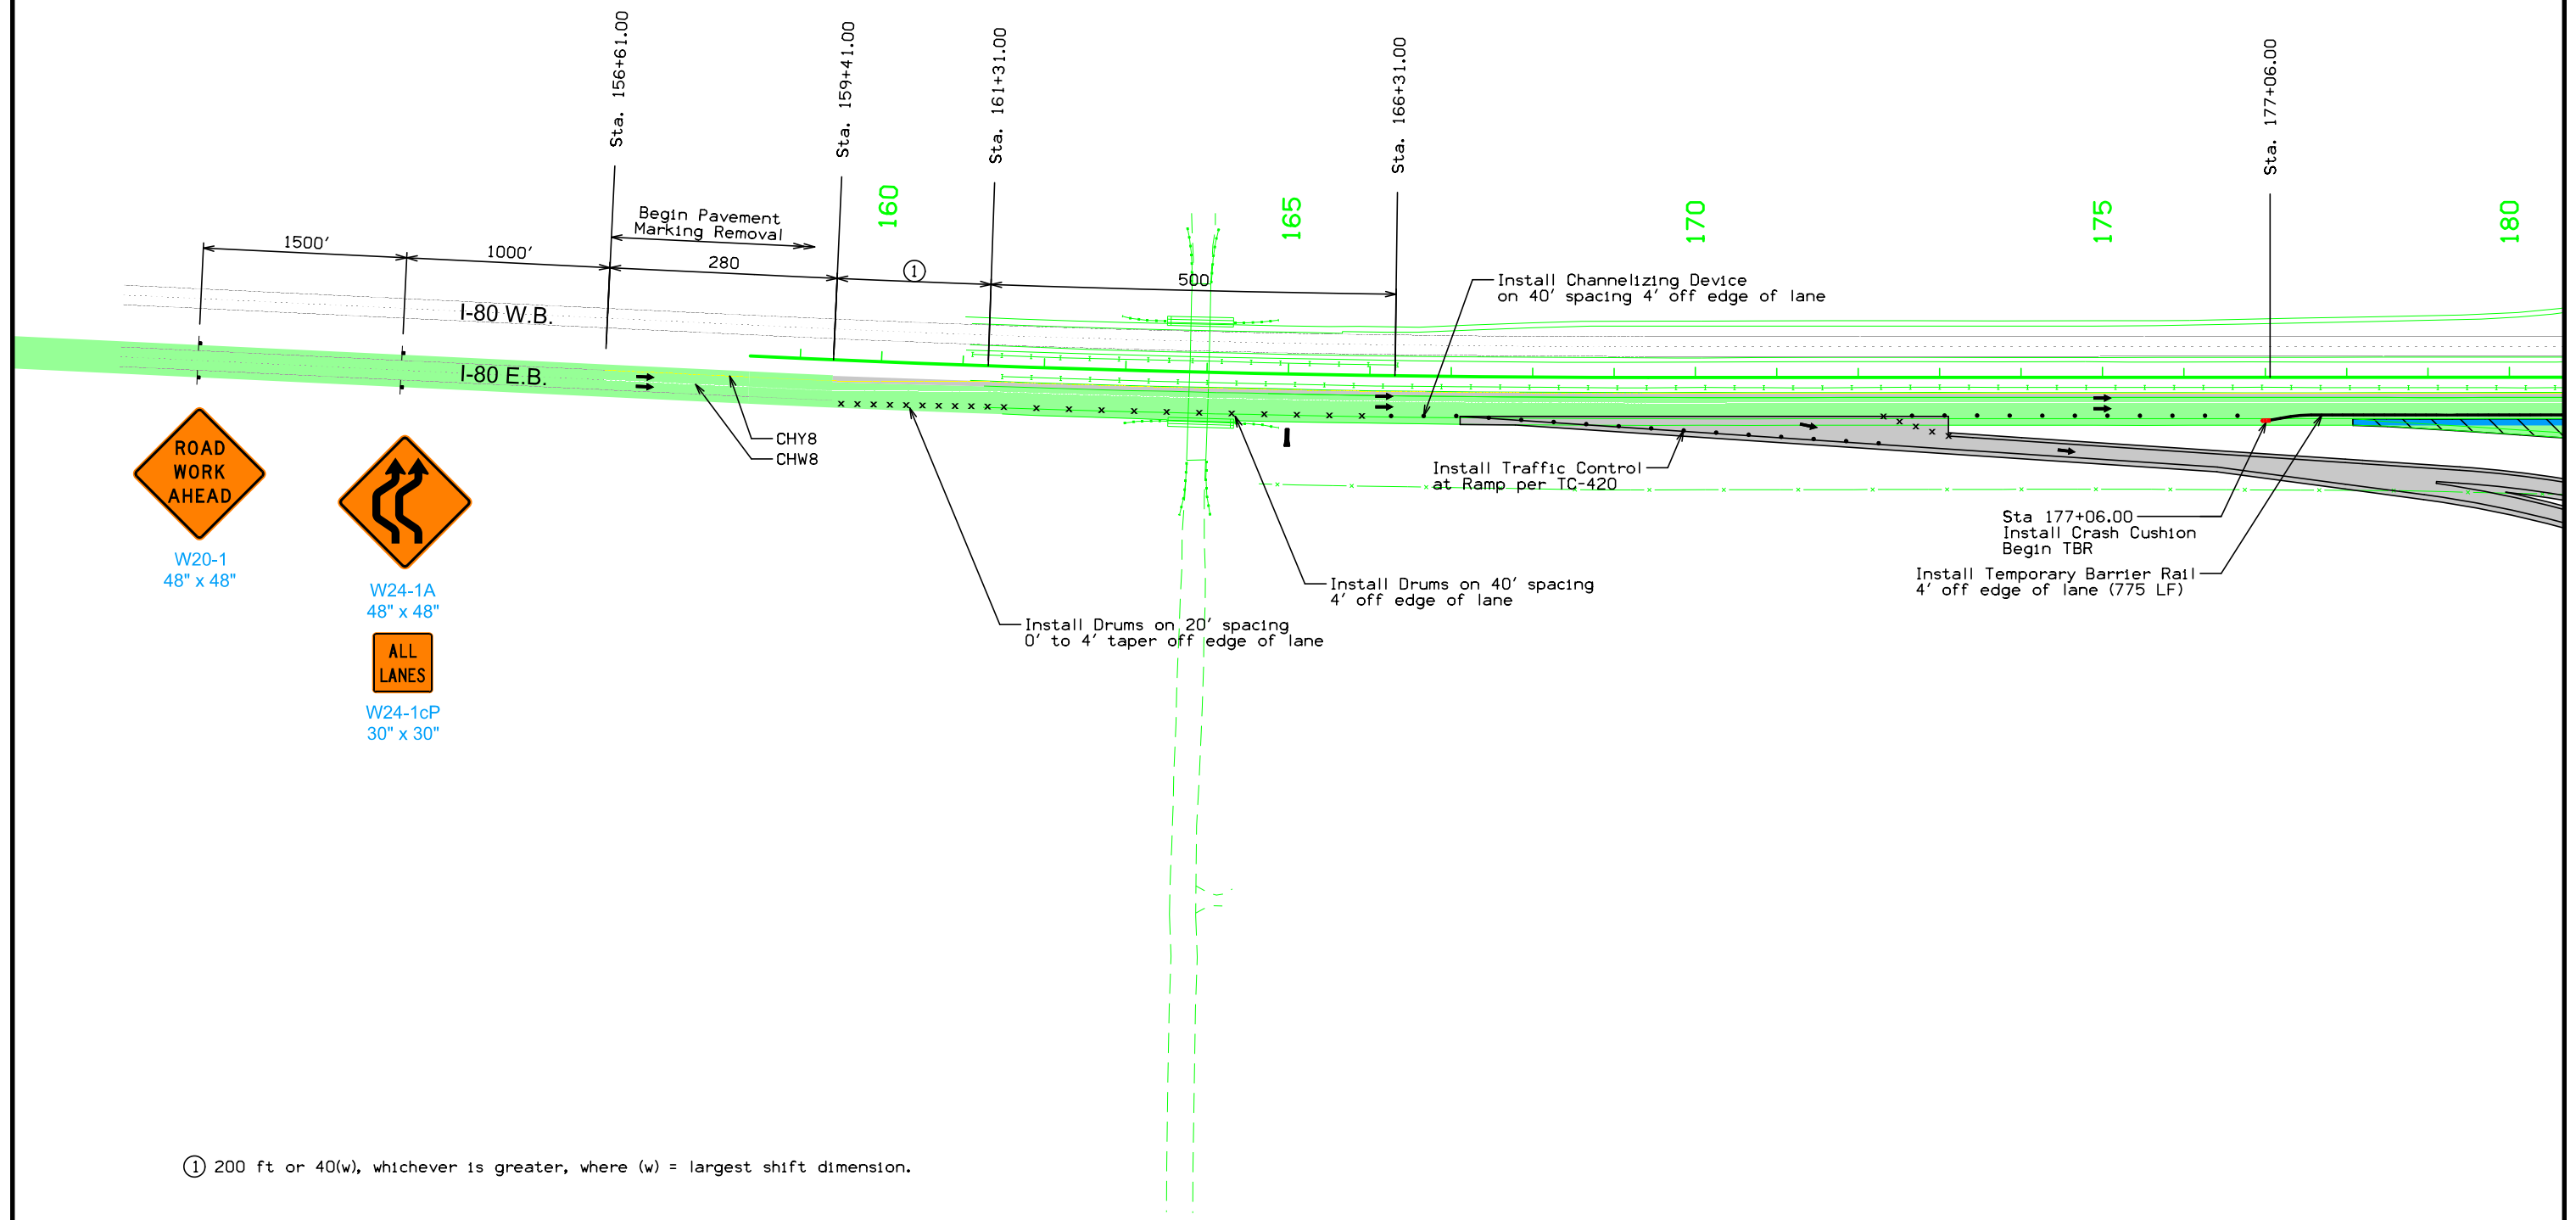 Sta. 156+61.00
Sta. 159+41.00
Sta. 161+31.00
Sta. 166+31.00
Sta. 177+06.00
160
165
170
175
180
Begin Pavement
Marking Removal
1500'
1000'
280
1
500
Install Channelizing Device
on 40' spacing 4' off edge of lane
I-80 W.B.
I-80 E.B.
CHY8
CHW8
ROAD
WORK
AHEAD
W20-1
48" x 48"
W24-1A
48" x 48"
ALL
LANES
W24-1cP
30" x 30"
Install Traffic Control
at Ramp per TC-420
Sta 177+06.00
Install Crash Cushion
Begin TBR
Install Temporary Barrier Rail
4' off edge of lane (775 LF)
Install Drums on 40' spacing
4' off edge of lane
Install Drums on 20' spacing
0' to 4' taper off edge of lane
1 200 ft or 40(w), whichever is greater, where (w) = largest shift dimension.